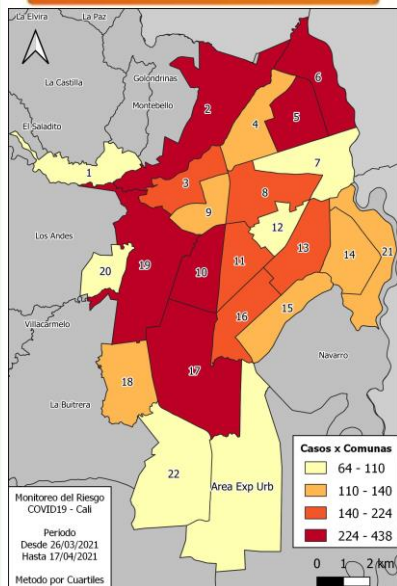 La Elvira
La Paz
La Castilla
Golondrinas
Montebello
El Saladito
6
2
5
4
1
7
3
8
9
12
Los Andes
13
14
21
20
19
10
11
15
16
Villacarmelo
Navarro
17
18
La Buitrera
22
Area Exp Urb
Casos x Comunas
64 - 110
110 - 140
140 - 224
224 - 438
Monitoreo del Riesgo
COVID19 - Cali
Periodo
Desde 26/03/2021
Hasta 17/04/2021
Metodo por Cuartiles
0 1 2 km